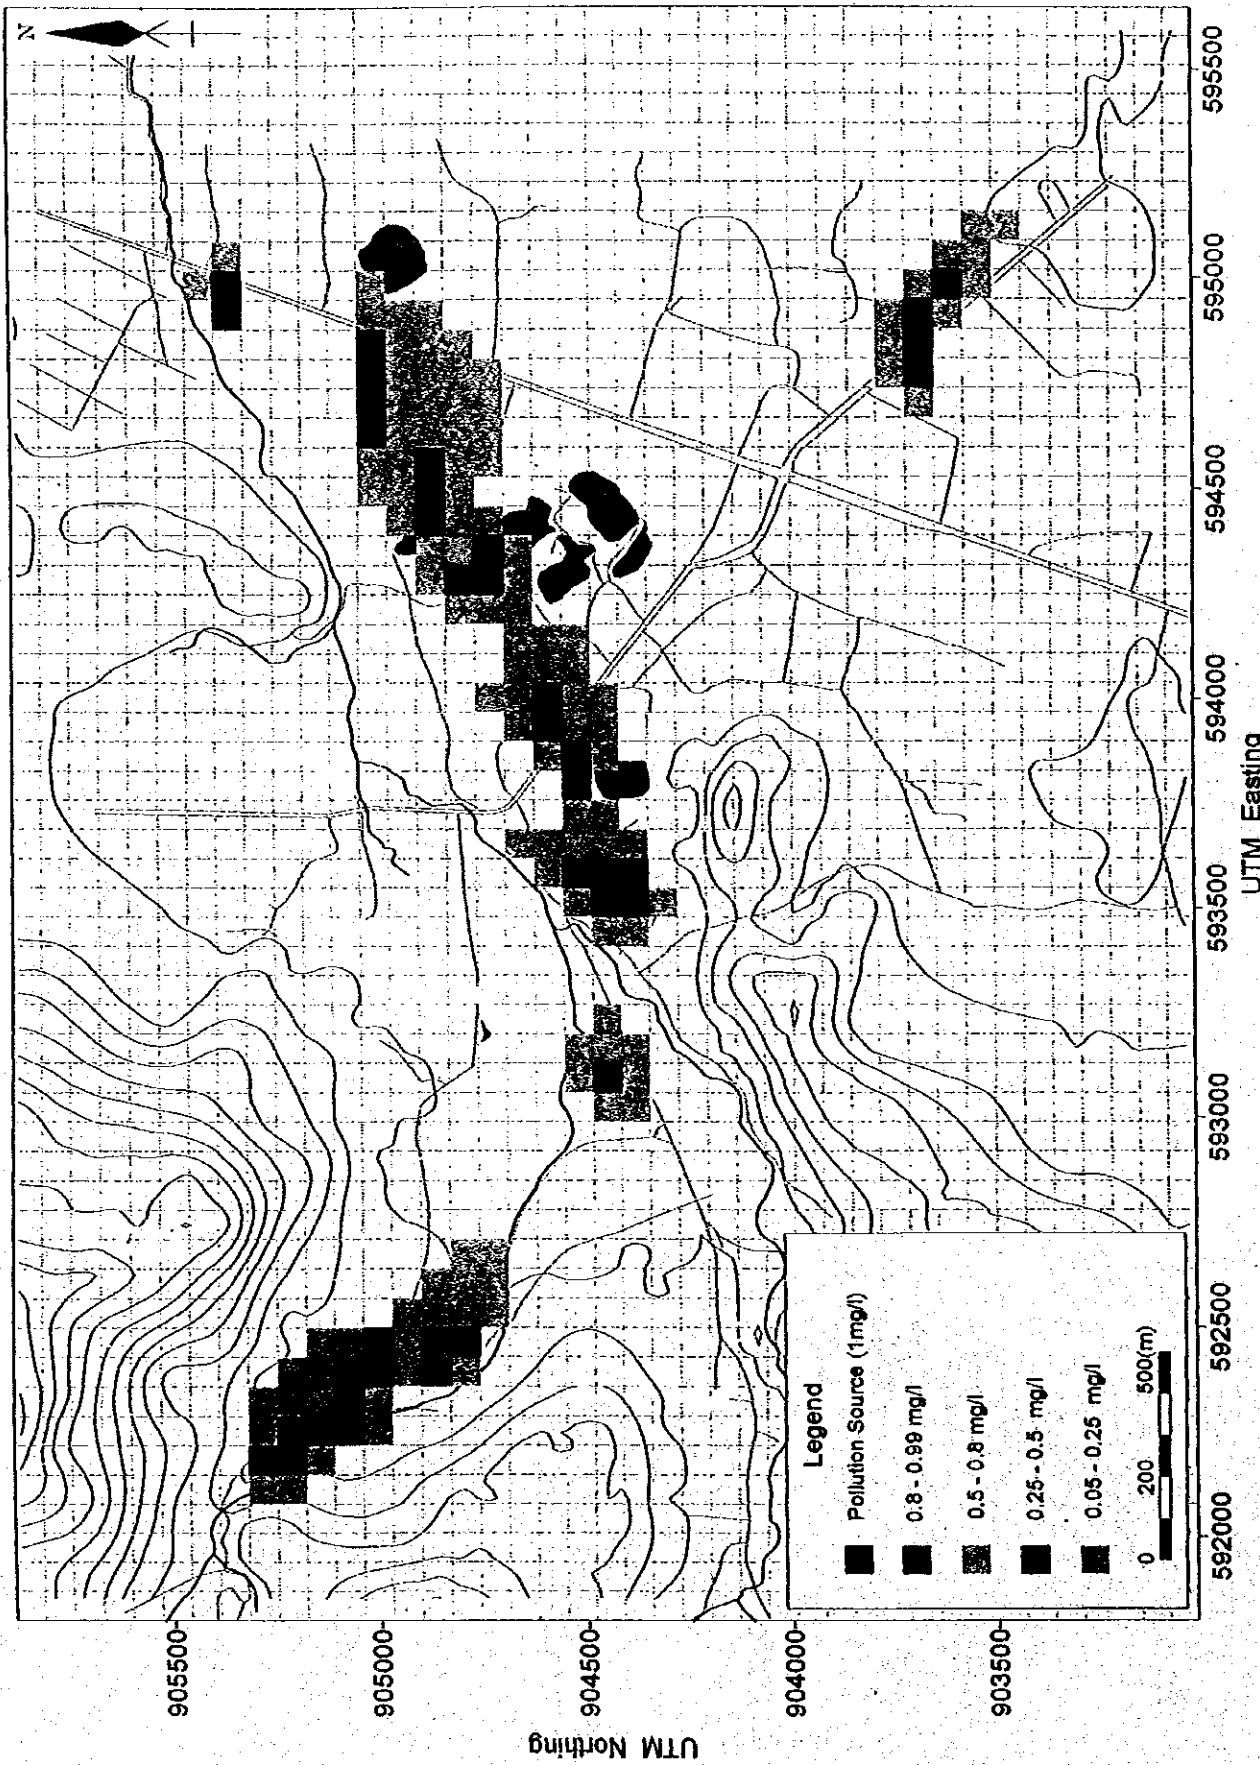 N
905500
905000
904500
904000
903500
UTM Northing
Legend
Pollution Source (1mg/l)
0.8 - 0.99 mg/l
0.5 - 0.8 mg/l
0.25 - 0.5 mg/l
0.05 - 0.25 mg/l
0 200 500(m)
592000 592500 593000 593500 594000 594500 595000 595500
UTM Easting